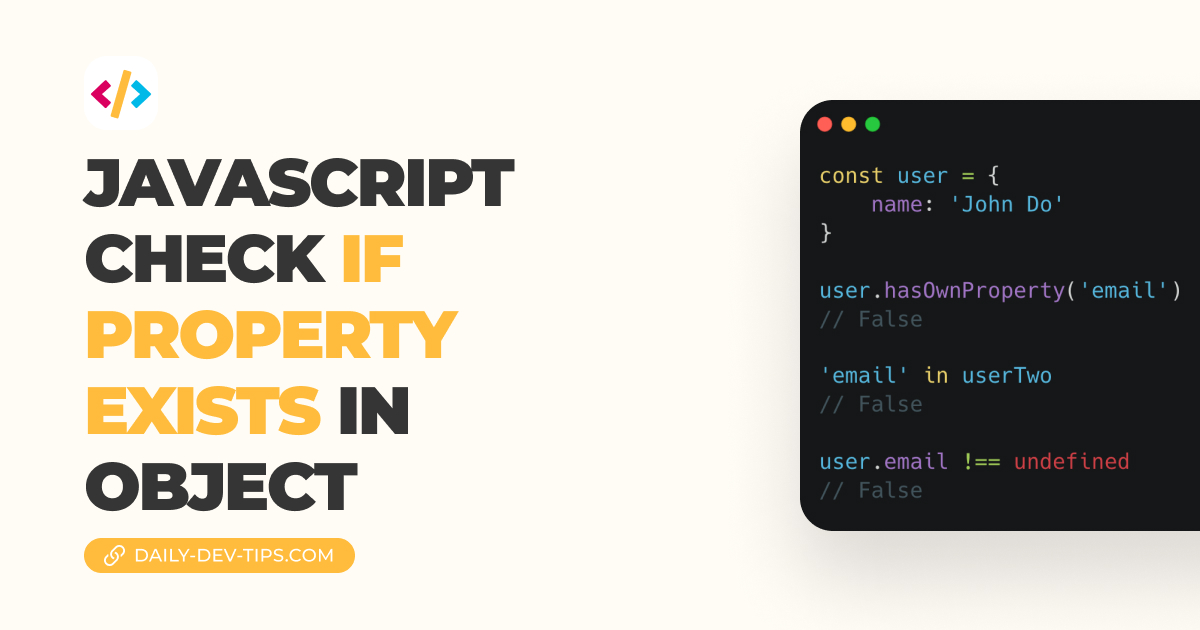 JAVASCRIPT
CHECK IF
PROPERTY
EXISTS IN
OBJECT
DAILY-DEV-TIPS.COM
const user = {
    name: 'John Do'
}
user.hasOwnProperty('email')
// False
'email' in userTwo
// False
user.email !== undefined
// False